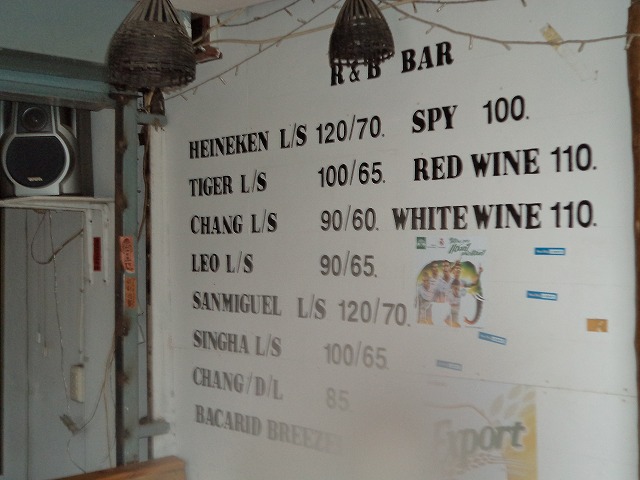 R & B BAR
HEINEKEN L/S 120/70. SPY 100.
TIGER L/S 100/65. RED WINE 110.
CHANG L/S 90/60. WHITE WINE 110.
LEO L/S 90/65.
SANMIGUEL L/S 120/70.
SINGHA L/S 100/65
CHANG/D/L 85
BACARID BREEZE
Export